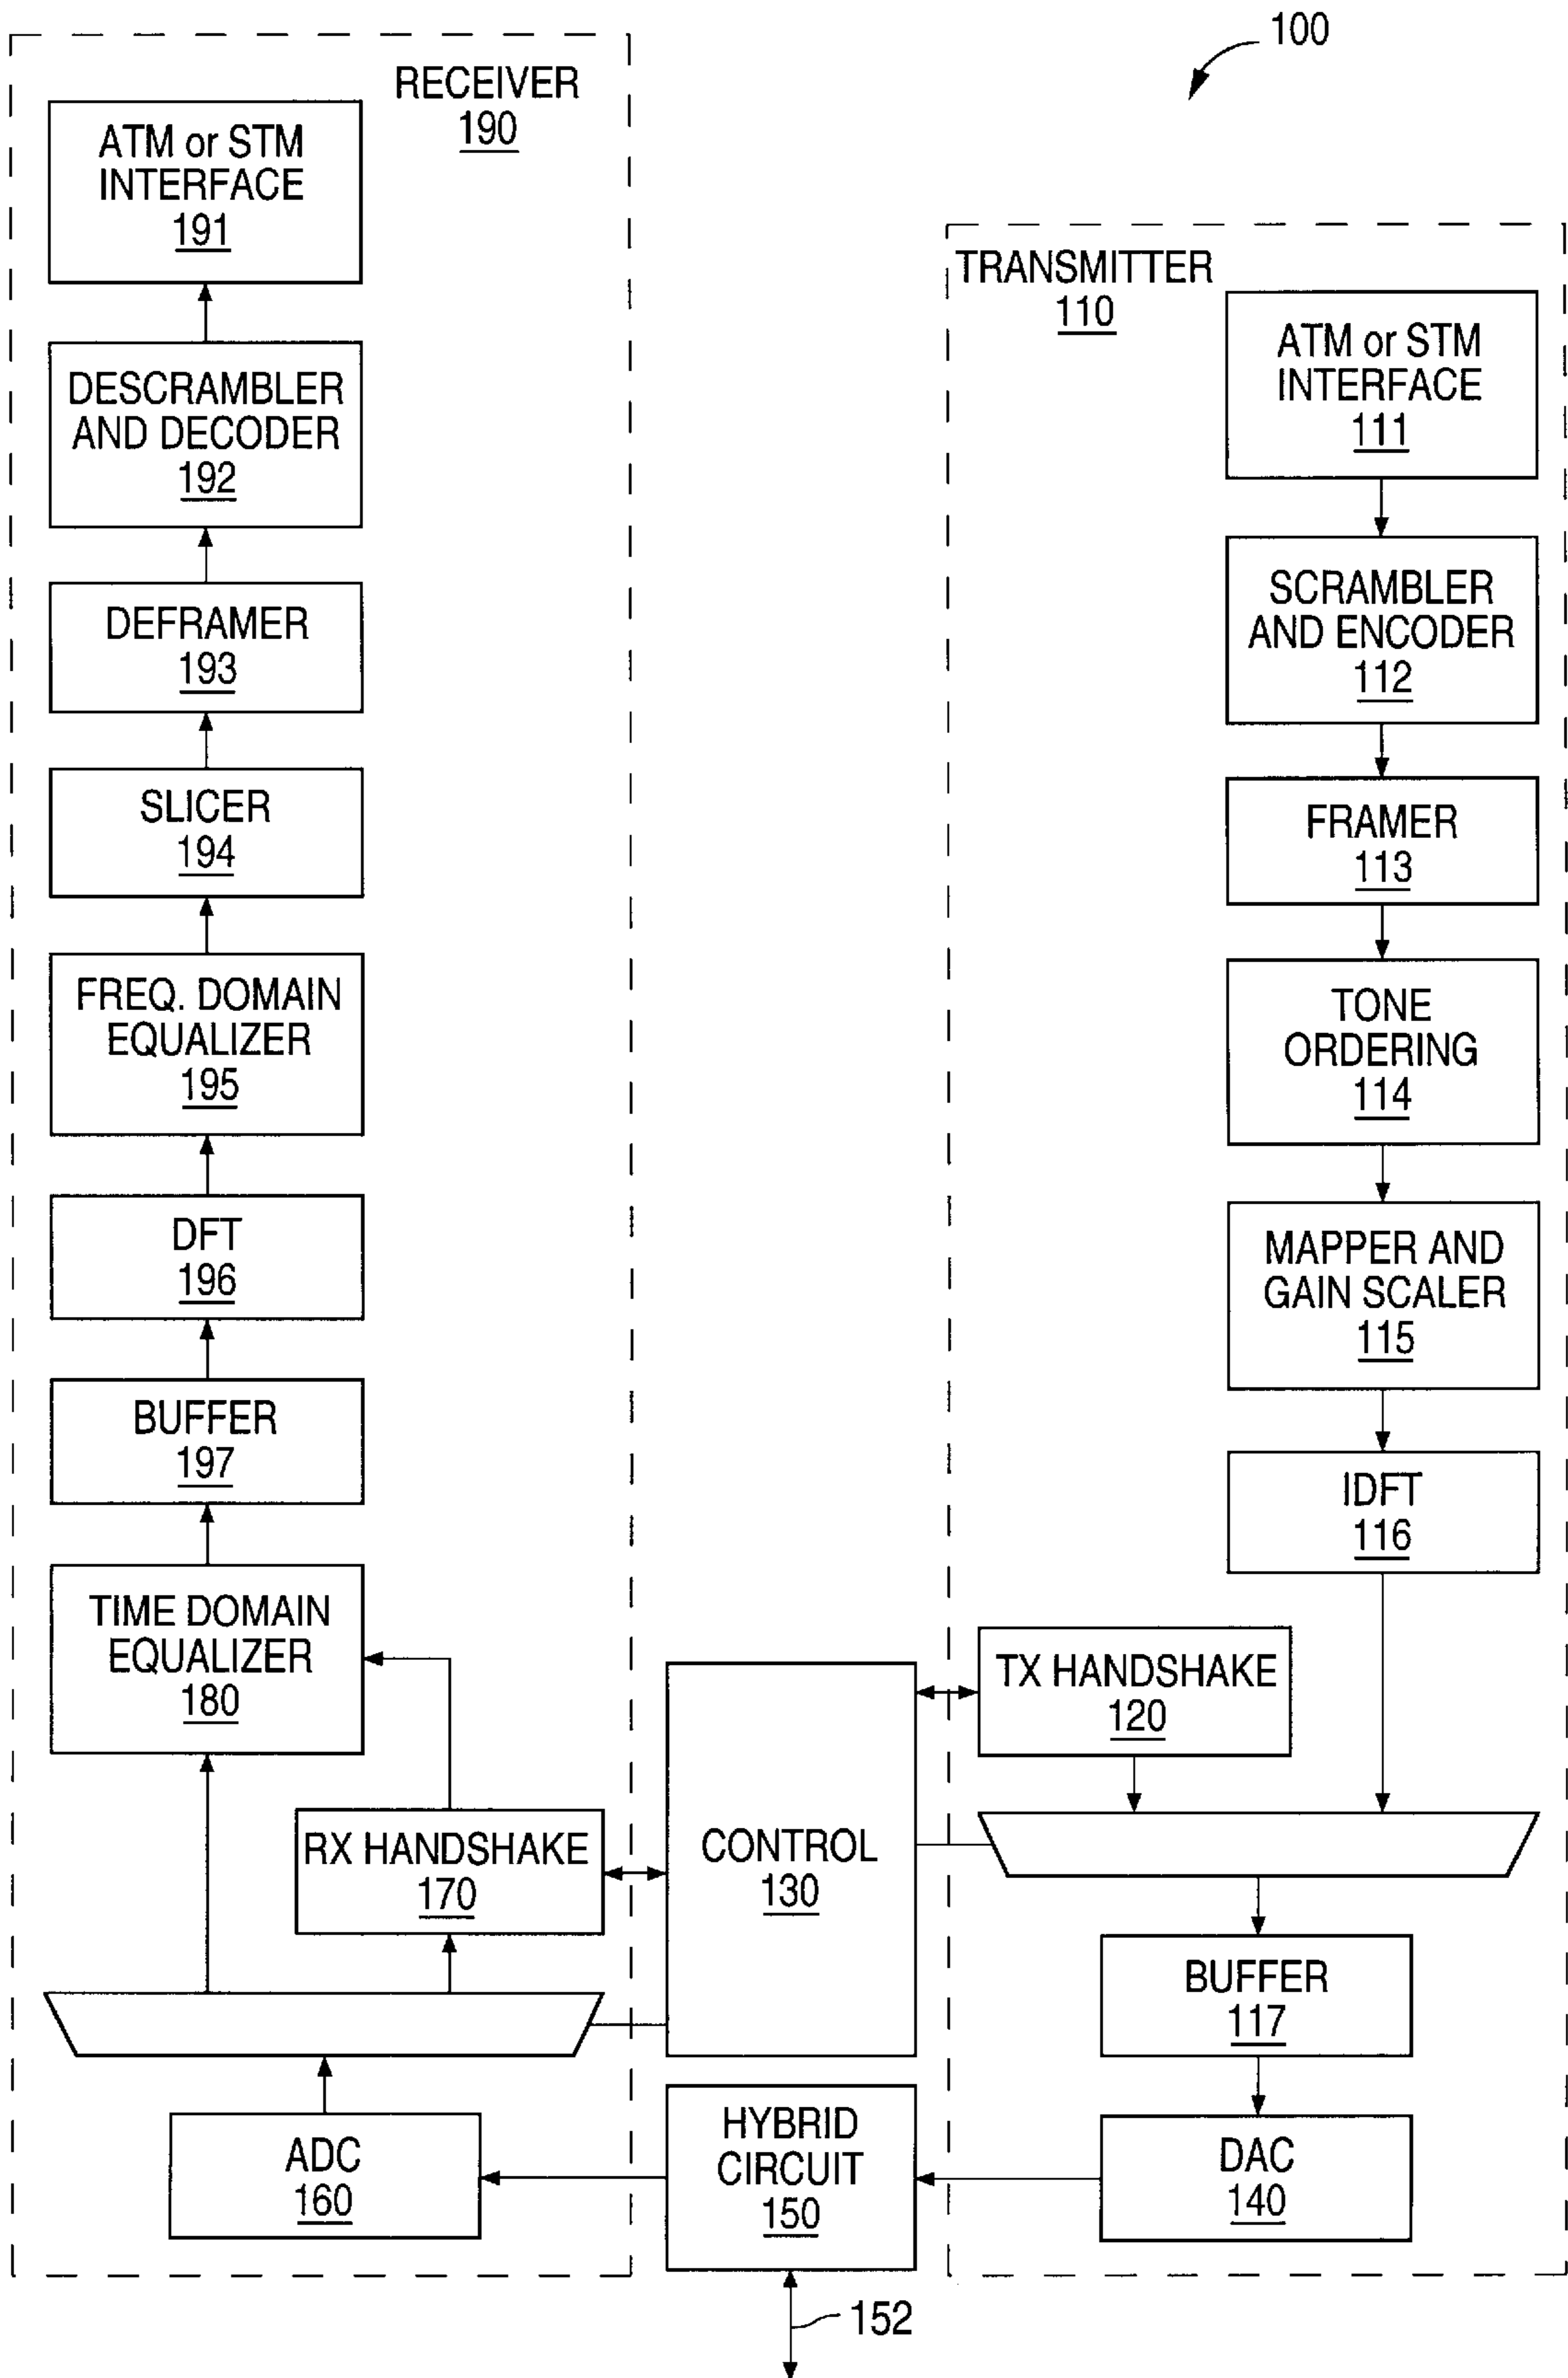 100
RECEIVER
190
ATM or STM
INTERFACE
191
DESCRAMBLER
AND DECODER
192
DEFRAMER
193
SLICER
194
FREQ. DOMAIN
EQUALIZER
195
DFT
196
BUFFER
197
TIME DOMAIN
EQUALIZER
180
RX HANDSHAKE
170
ADC
160
CONTROL
130
HYBRID
CIRCUIT
150
152
TRANSMITTER
110
ATM or STM
INTERFACE
111
SCRAMBLER
AND ENCODER
112
FRAMER
113
TONE
ORDERING
114
MAPPER AND
GAIN SCALER
115
IDFT
116
TX HANDSHAKE
120
BUFFER
117
DAC
140